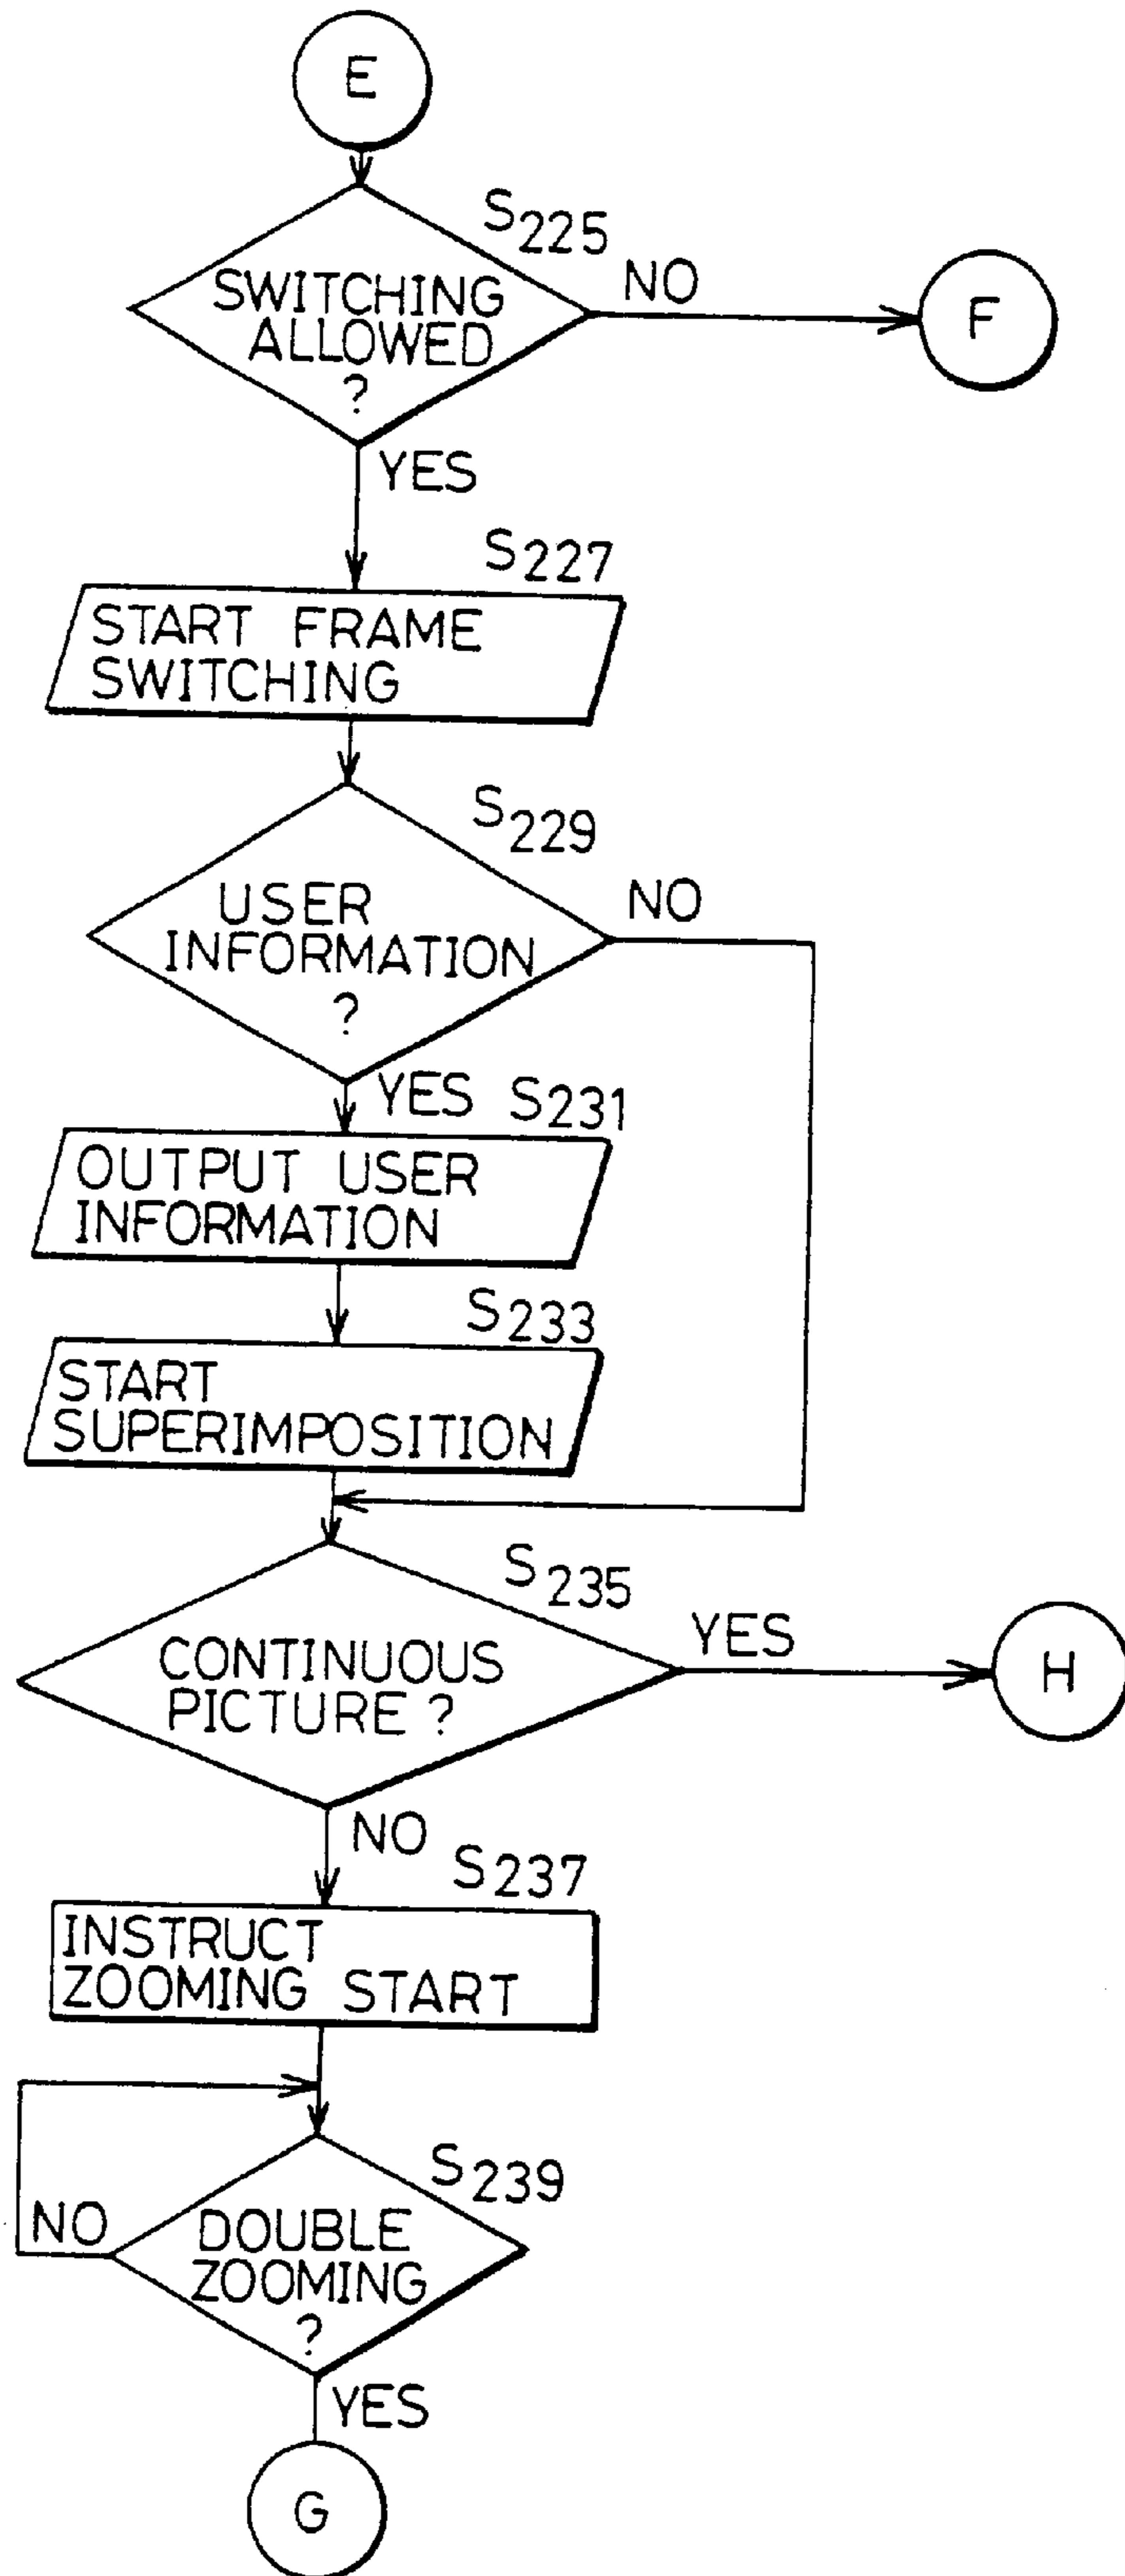 E
S225
SWITCHING
ALLOWED
?
NO
F
YES
S227
START FRAME
SWITCHING
S229
USER
INFORMATION
?
NO
YES S231
OUTPUT USER
INFORMATION
S233
START
SUPERIMPOSITION
S235
CONTINUOUS
PICTURE ?
YES
H
NO
S237
INSTRUCT
ZOOMING START
S239
NO
DOUBLE
ZOOMING
?
YES
G